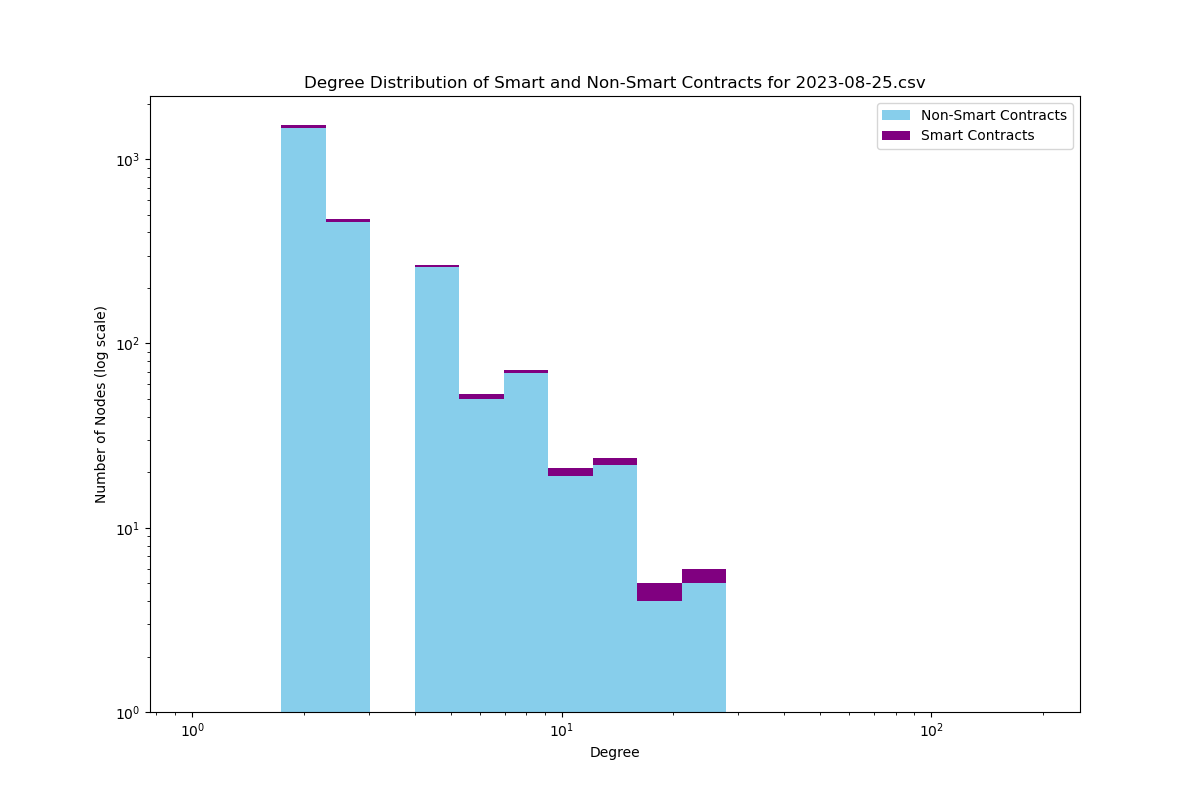 Degree Distribution of Smart and Non-Smart Contracts for 2023-08-25.csv
Non-Smart Contracts
Smart Contracts
Number of Nodes (log scale)
10³
10²
10¹
10⁰
10⁰ 10¹ 10²
Degree